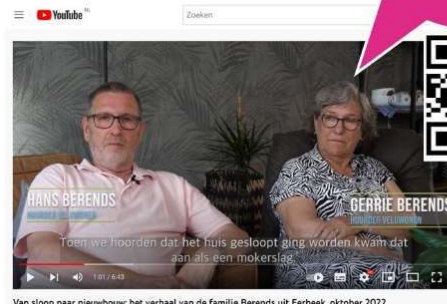 YouTube NL
Zoeken
HANS BERENDS
HUURDER VELUWONEN
GERRIE BERENDS
HUURDER VELUWONEN
Toen we hoorden dat het huis gesloopt ging worden kwam dat
aan als een mokerslag
1:01 / 6:43
Van sloop naar nieuwbouw: het verhaal van de familie Berends uit Eerbeek, oktober 2022